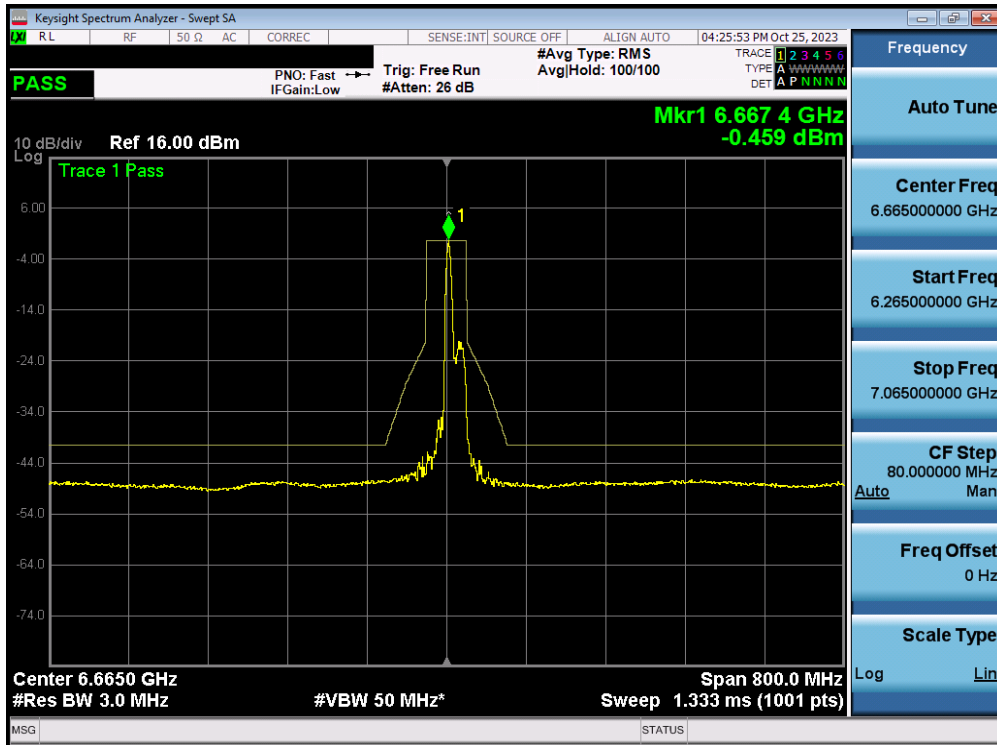 Keysight Spectrum Analyzer - Swept SA
LXI RL RF 50 Ω AC CORREC SENSE:INT SOURCE OFF ALIGN AUTO 04:25:53 PM Oct 25, 2023
PASS
PNO: Fast
IFGain:Low
Trig: Free Run
#Atten: 26 dB
#Avg Type: RMS
Avg|Hold: 100/100
TRACE 1 2 3 4 5 6
TYPE A WWWWW
DET A P N N N N
Mkr1 6.667 4 GHz
-0.459 dBm
10 dB/div Ref 16.00 dBm
Log
Trace 1 Pass
1
6.00
-4.00
-14.0
-24.0
-34.0
-44.0
-54.0
-64.0
-74.0
Center 6.6650 GHz Span 800.0 MHz
#Res BW 3.0 MHz #VBW 50 MHz* Sweep 1.333 ms (1001 pts)
MSG STATUS
Frequency
Auto Tune
Center Freq
6.665000000 GHz
Start Freq
6.265000000 GHz
Stop Freq
7.065000000 GHz
CF Step
80.000000 MHz
Auto Man
Freq Offset
0 Hz
Scale Type
Log Lin